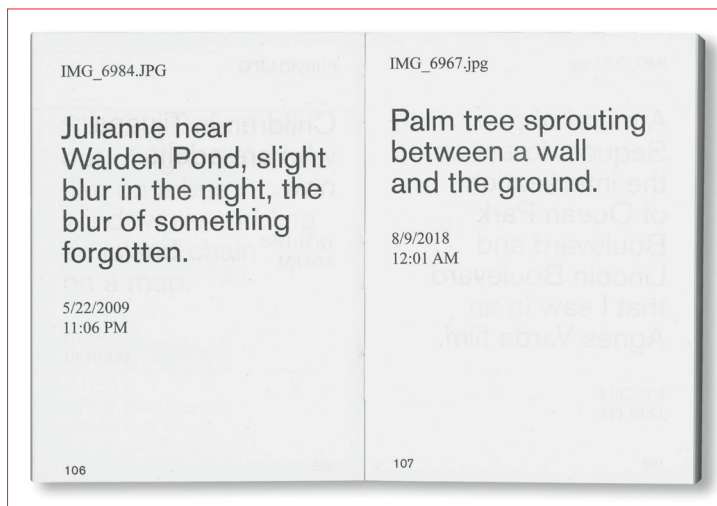 IMG_6984.JPG
Julianne near
Walden Pond, slight
blur in the night, the
blur of something
forgotten.
5/22/2009
11:06 PM
106
IMG_6967.jpg
Palm tree sprouting
between a wall
and the ground.
8/9/2018
12:01 AM
107